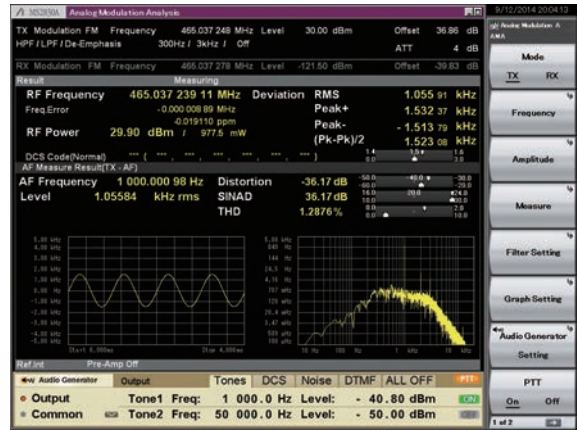 MS2830A Analog Modulation Analysis 9/12/2014 20:04:13
TX Modulation FM Frequency 465.037 248 MHz Level 30.00 dBm Offset 36.86 dB
HPF / LPF / De-Emphasis 300Hz / 3kHz / Off ATT 4 dB
RX Modulation FM Frequency 465.037 278 MHz Level -121.50 dBm Offset -39.83 dB
Result Measuring
RF Frequency 465.037 239 11 MHz Deviation RMS 1.055 91 kHz
Freq.Error - 0.000 008 89 MHz Peak+ 1.532 37 kHz
-0.019110 ppm Peak- - 1.513 79 kHz
RF Power 29.90 dBm / 977.5 mW (Pk-Pk)/2 1.523 08 kHz
DCS Code(Normal) --- ( --- , --- , --- , --- , --- )
AF Measure Result(TX - AF)
AF Frequency 1 000.000 98 Hz Distortion -36.17 dB
Level 1.05584 kHz rms SINAD 36.17 dB
THD 1.2876 %
Ref.Int Pre-Amp Off
Audio Generator Output Tones DCS Noise DTMF ALL OFF PTT
Output Tone1 Freq: 1 000.0 Hz Level: - 40.80 dBm ON
Common Tone2 Freq: 50 000.0 Hz Level: - 50.00 dBm OFF
Mode
TX RX
Frequency
Amplitude
Measure
Filter Setting
Graph Setting
Audio Generator
Setting
PTT
On Off
1 of 2